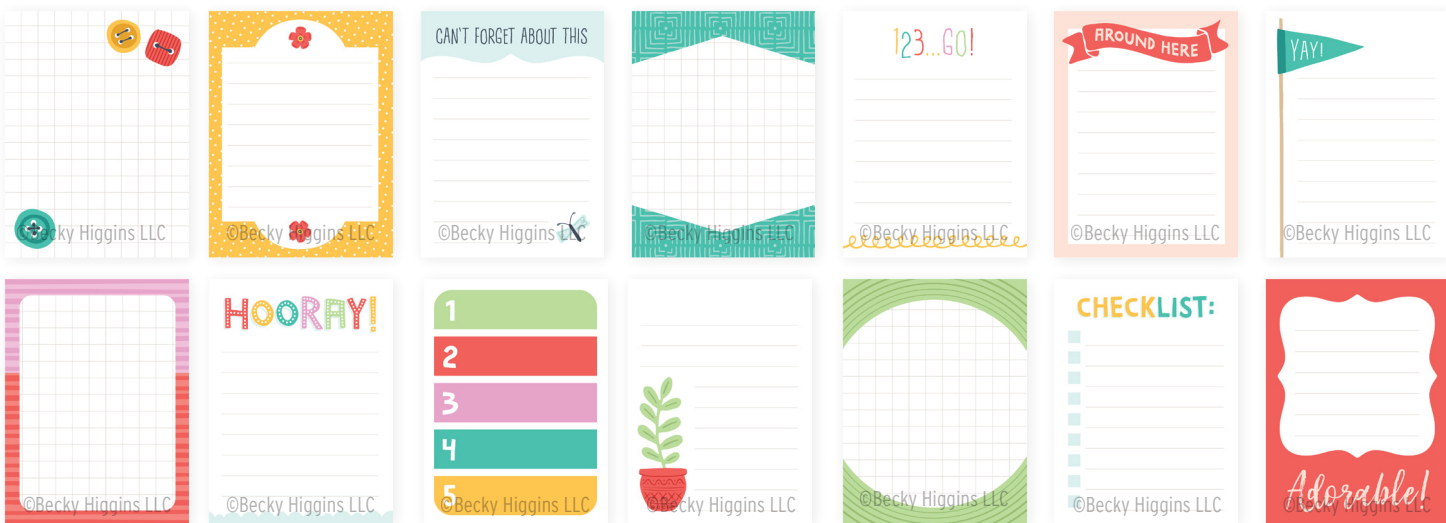 CAN'T FORGET ABOUT THIS
123...GO!
AROUND HERE
YAY!
©Becky Higgins LLC
©Becky Higgins LLC
©Becky Higgins LLC
©Becky Higgins LLC
©Becky Higgins LLC
©Becky Higgins LLC
©Becky Higgins LLC
HOORAY!
1
2
3
4
5
CHECKLIST:
Adorable!
©Becky Higgins LLC
©Becky Higgins LLC
©Becky Higgins LLC
©Becky Higgins LLC
©Becky Higgins LLC
©Becky Higgins LLC
©Becky Higgins LLC